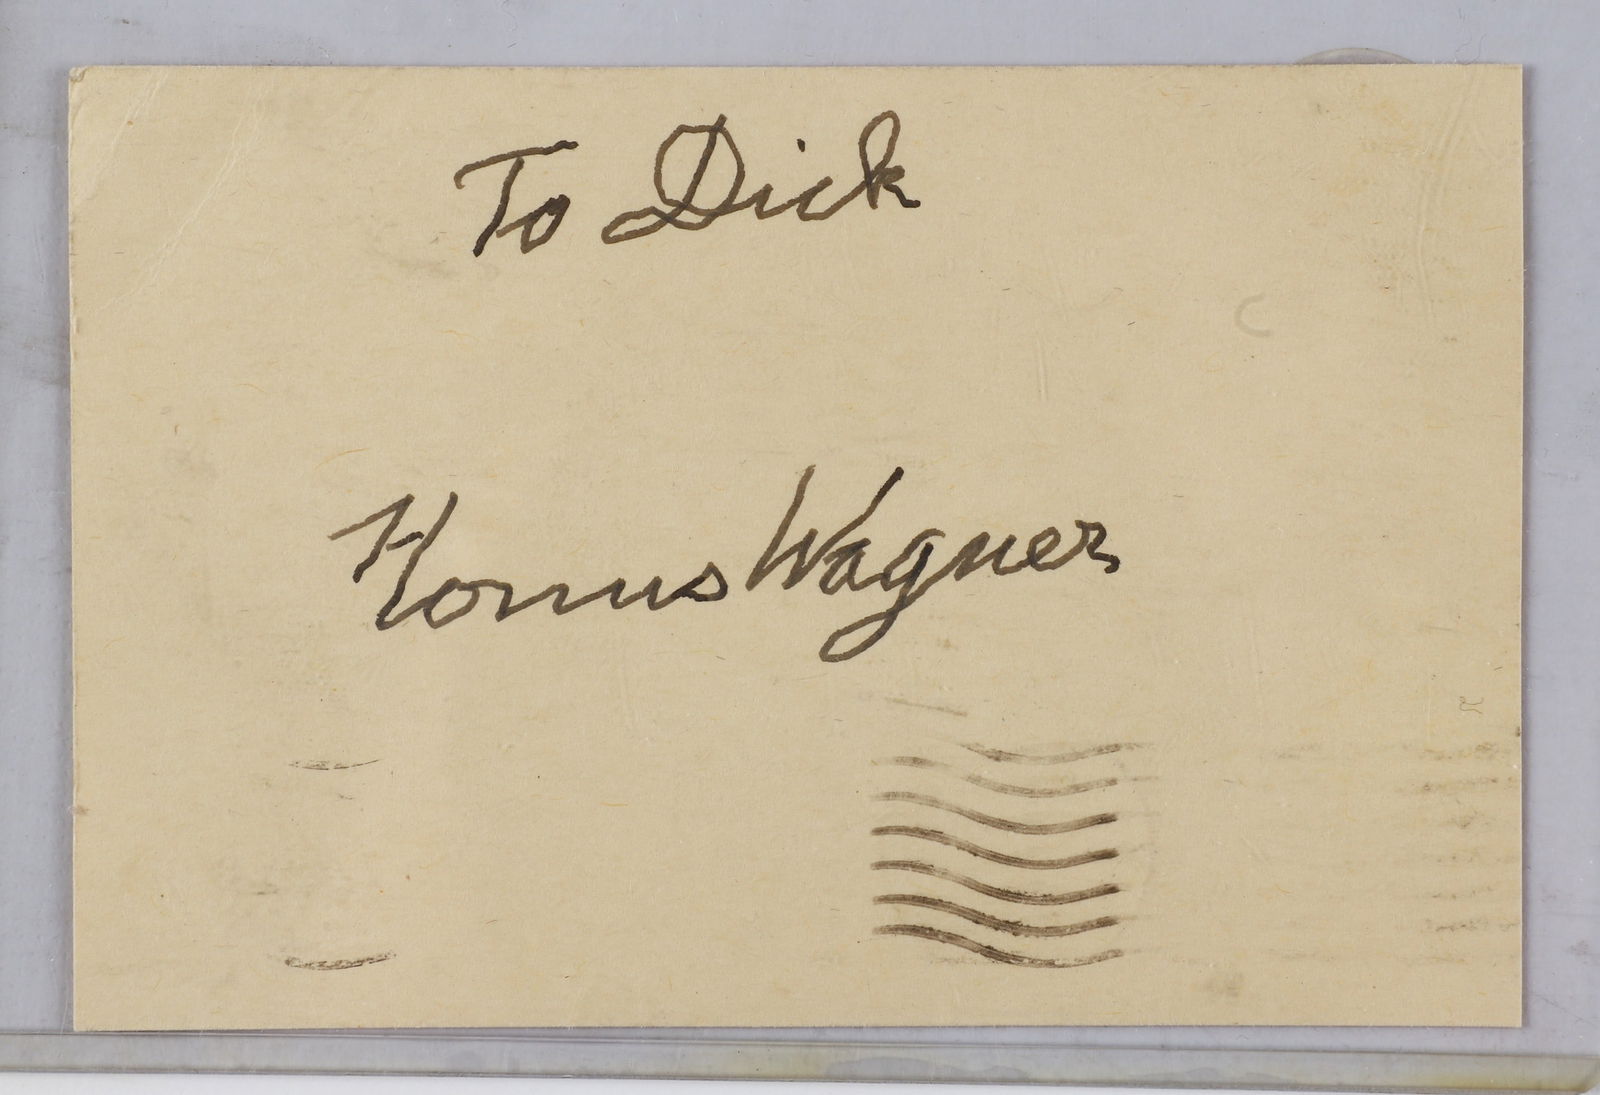 To Dick
Honus Wagner